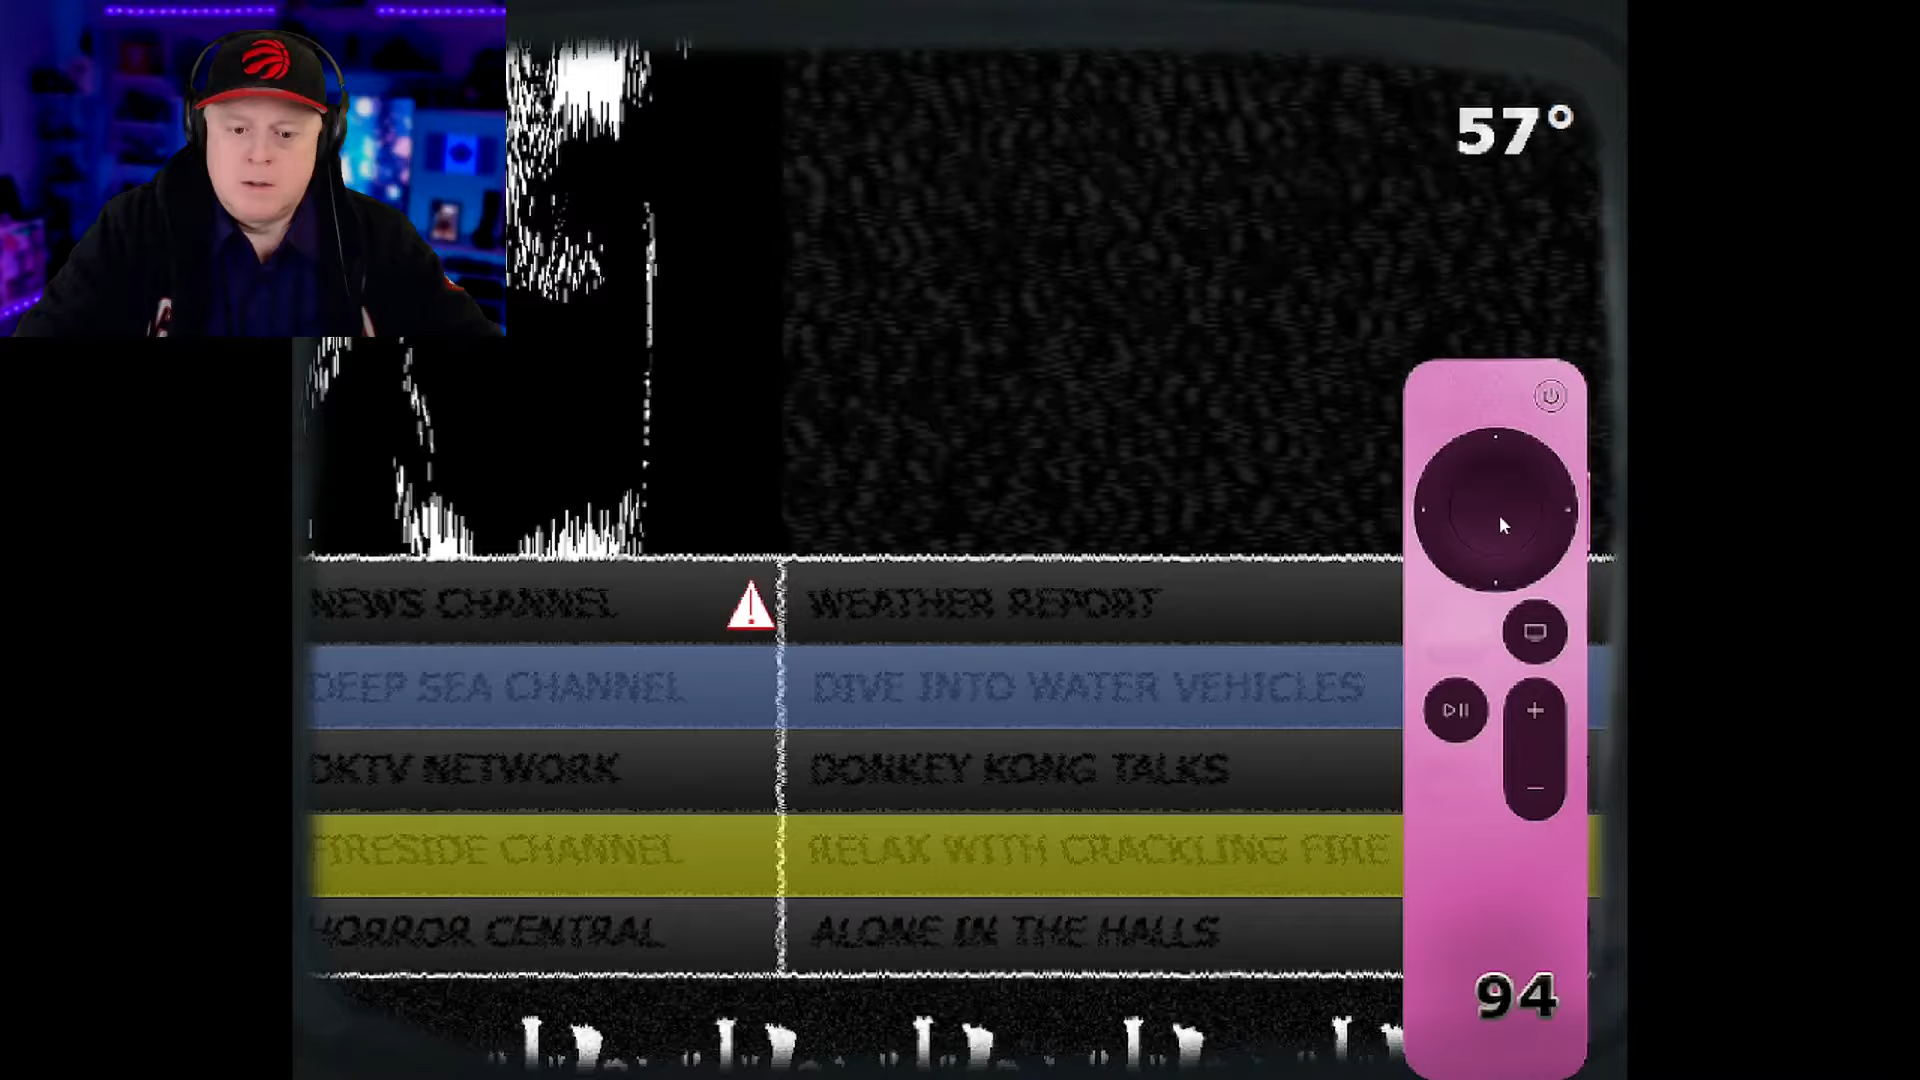 57°
NEWS CHANNEL WEATHER REPORT
DEEP SEA CHANNEL DIVE INTO WATER VEHICLES
DKTV NETWORK DONKEY KONG TALKS
FIRESIDE CHANNEL RELAX WITH CRACKLING FIRE
HORROR CENTRAL ALONE IN THE HALLS
94